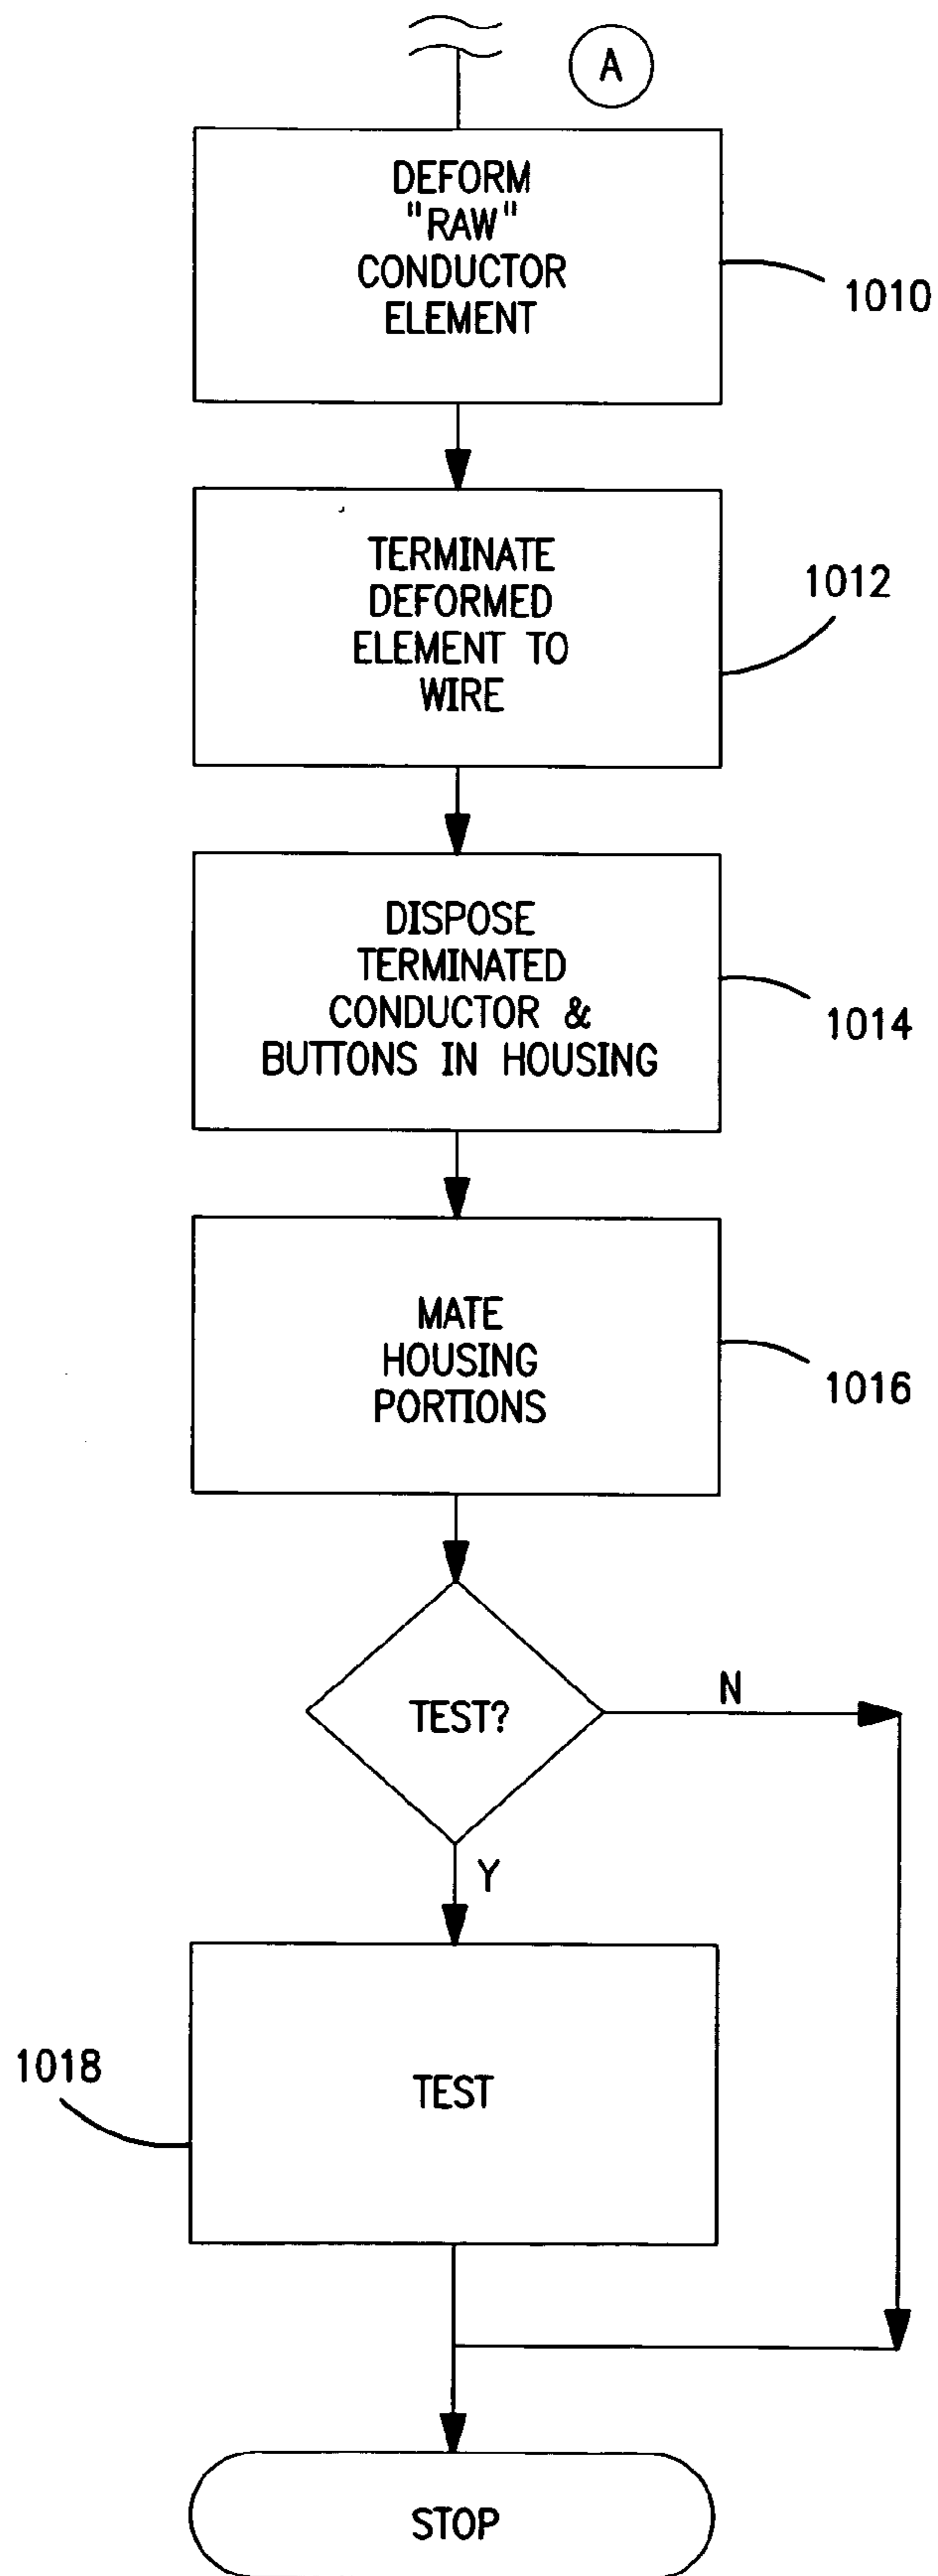 A
DEFORM
"RAW"
CONDUCTOR
ELEMENT
1010
TERMINATE
DEFORMED
ELEMENT TO
WIRE
1012
DISPOSE
TERMINATED
CONDUCTOR &
BUTTONS IN HOUSING
1014
MATE
HOUSING
PORTIONS
1016
TEST?
N
Y
TEST
1018
STOP